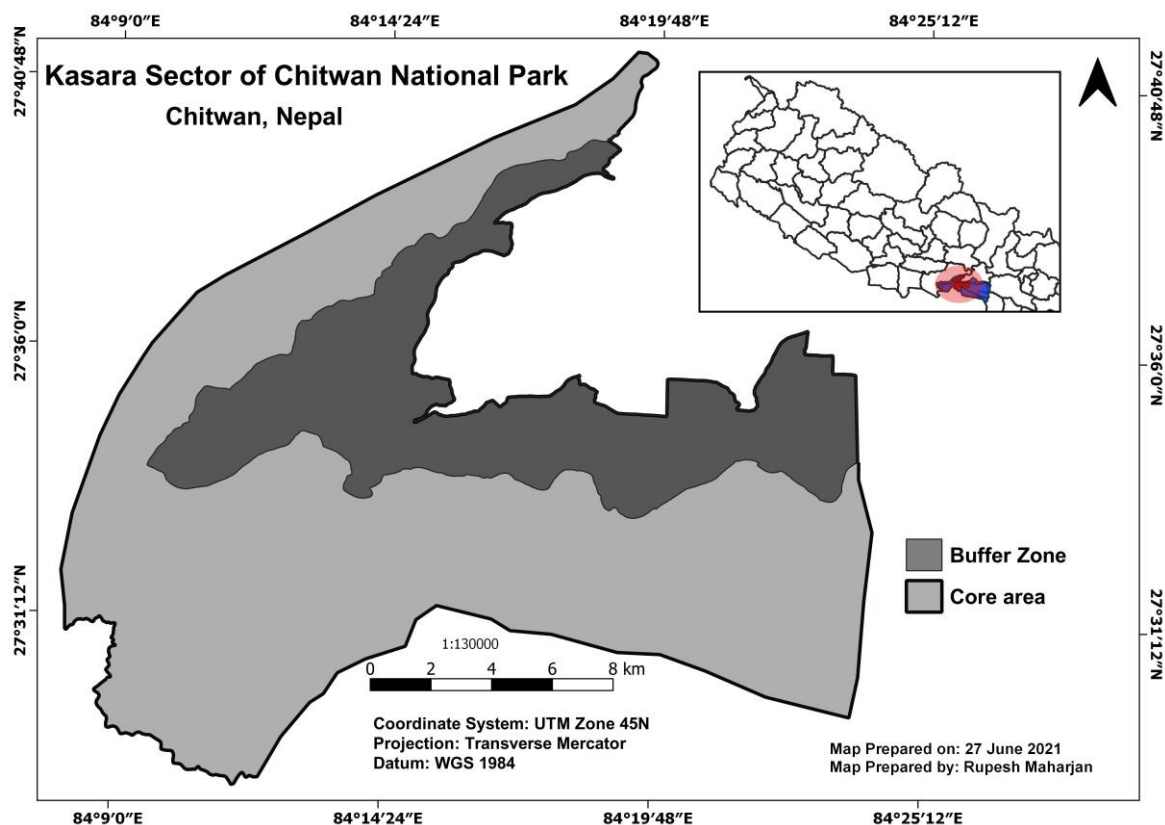 84°9′0″E 84°14′24″E 84°19′48″E 84°25′12″E
27°40′48″N
27°40′48″N
Kasara Sector of Chitwan National Park
Chitwan, Nepal
27°36′0″N
27°36′0″N
Buffer Zone
Core area
27°31′12″N
27°31′12″N
1:130000
0 2 4 6 8 km
Coordinate System: UTM Zone 45N
Projection: Transverse Mercator
Datum: WGS 1984
Map Prepared on: 27 June 2021
Map Prepared by: Rupesh Maharjan
84°9′0″E 84°14′24″E 84°19′48″E 84°25′12″E